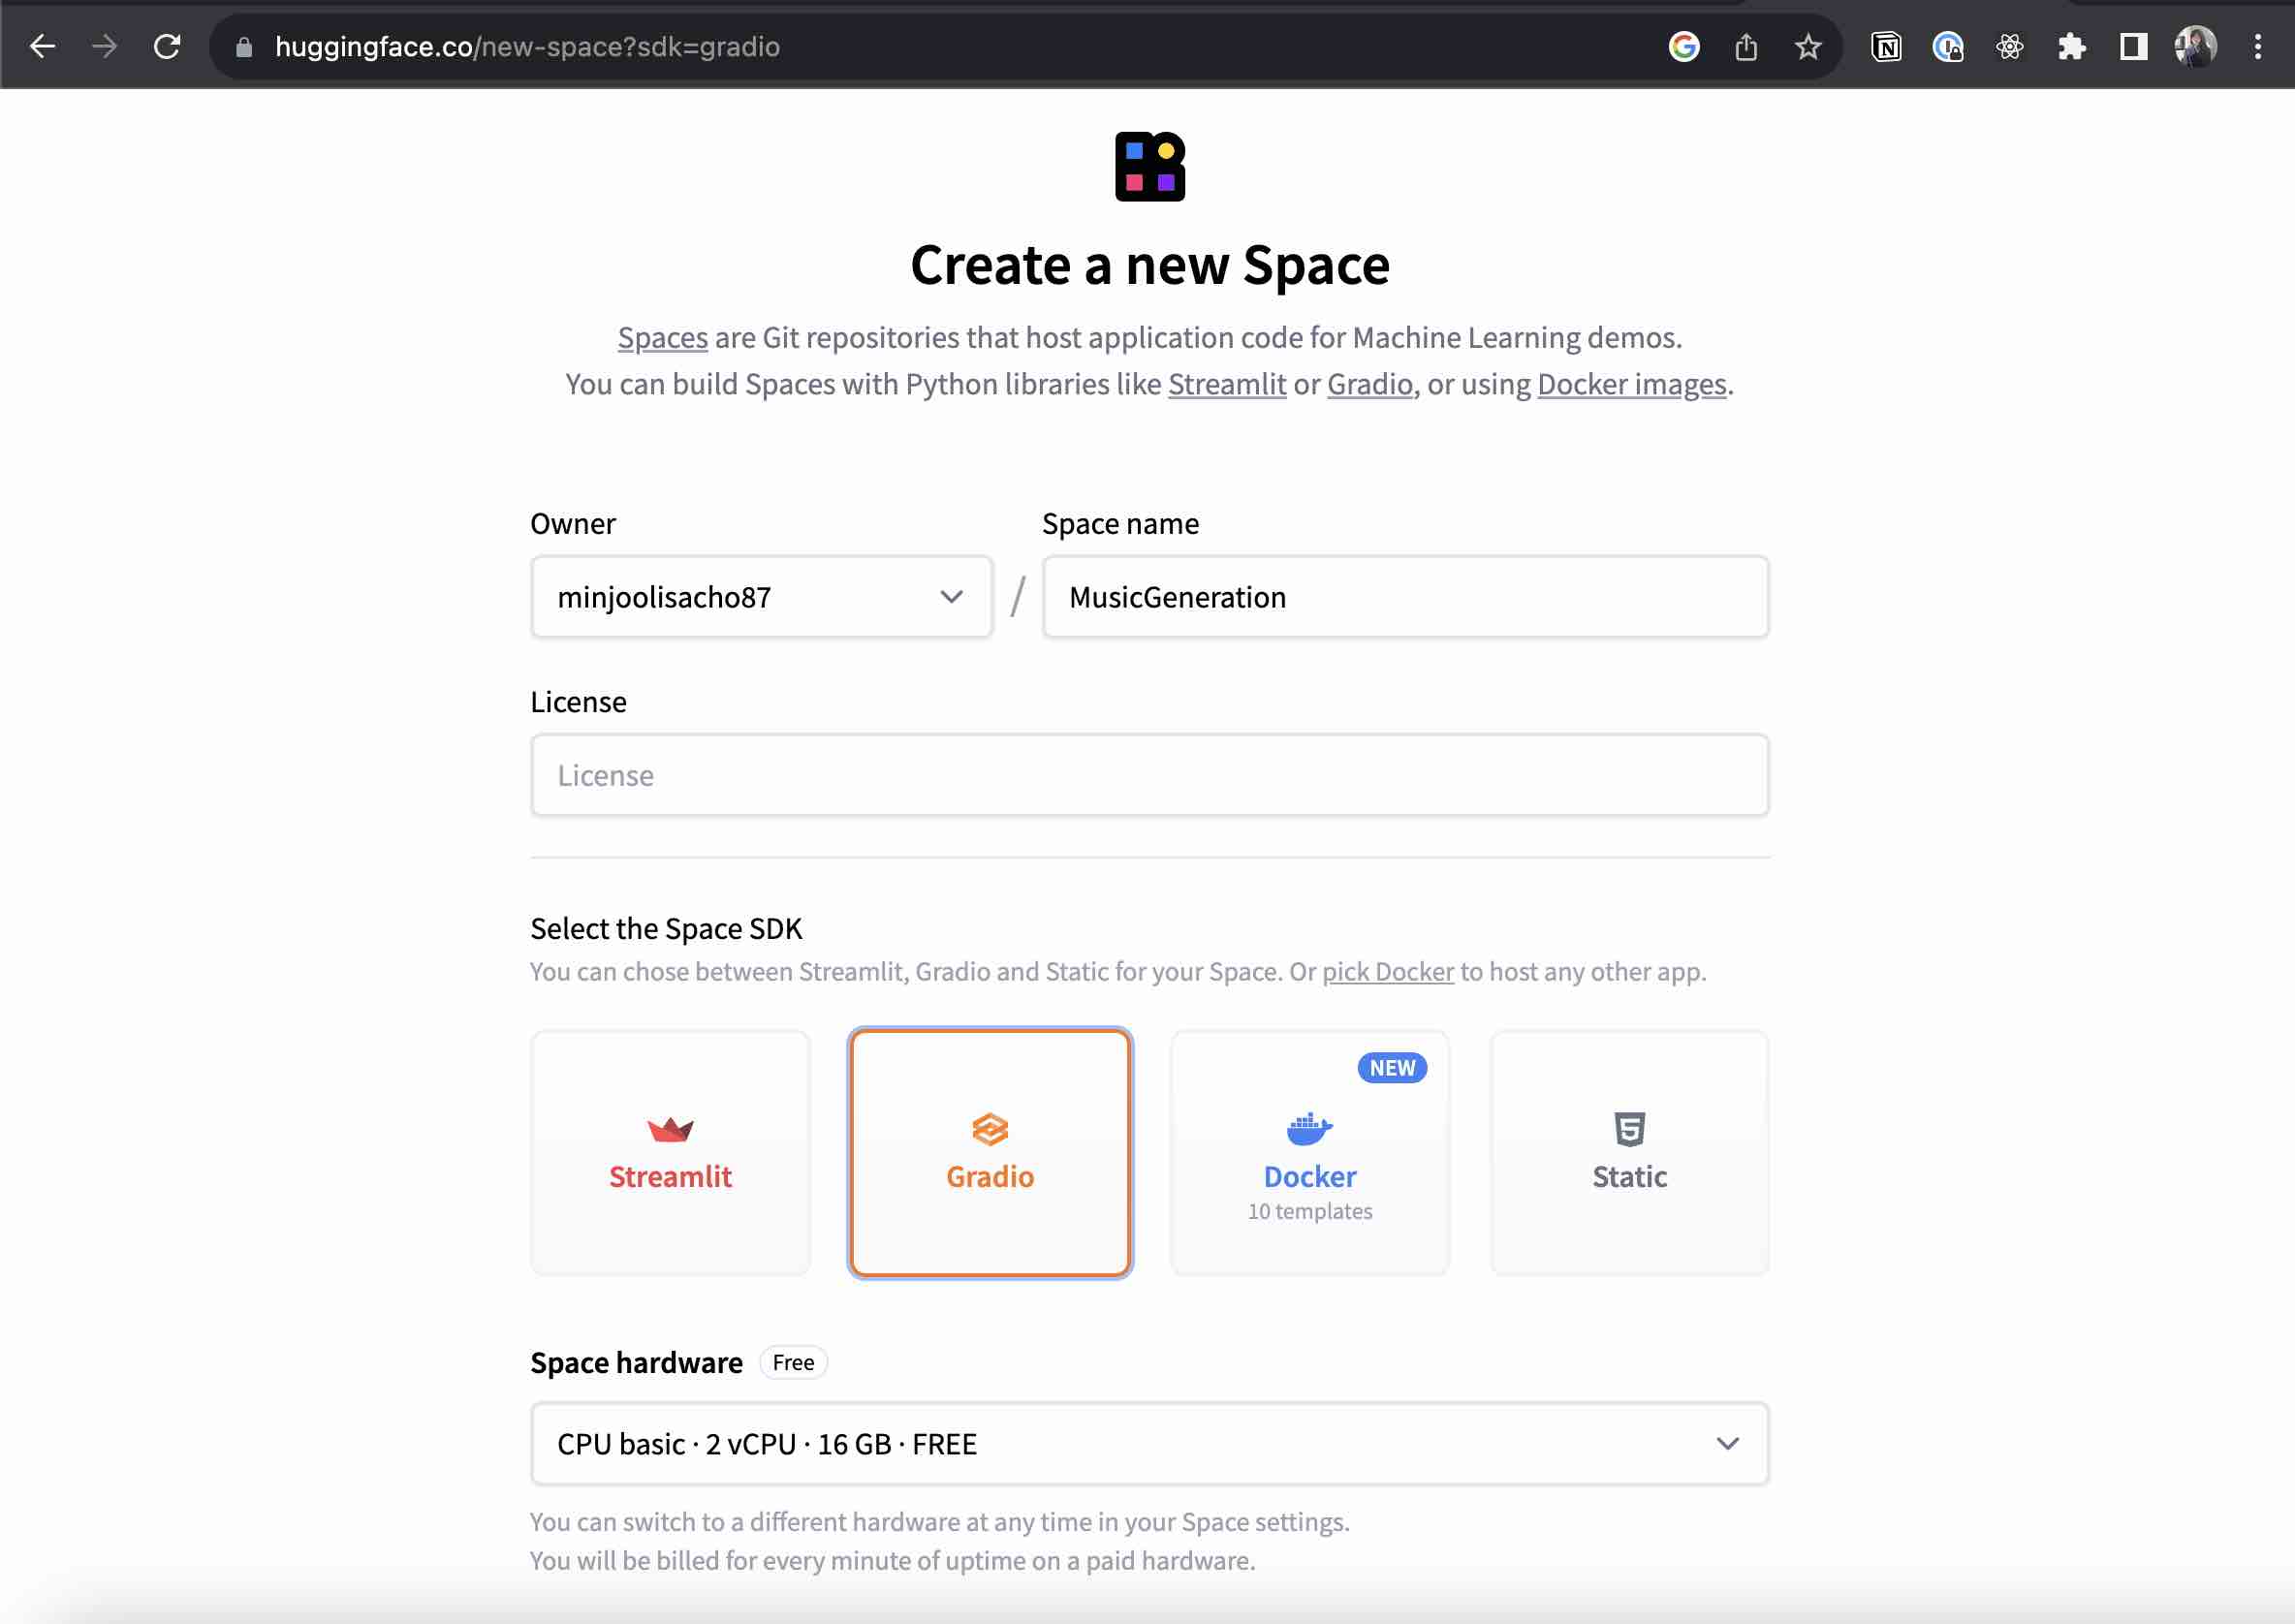 huggingface.co/new-space?sdk=gradio
Create a new Space
Spaces are Git repositories that host application code for Machine Learning demos.
You can build Spaces with Python libraries like Streamlit or Gradio, or using Docker images.
Owner
Space name
minjoolisacho87
/
MusicGeneration
License
License
Select the Space SDK
You can chose between Streamlit, Gradio and Static for your Space. Or pick Docker to host any other app.
NEW
Streamlit
Gradio
Docker
Static
10 templates
Space hardware Free
CPU basic · 2 vCPU · 16 GB · FREE
You can switch to a different hardware at any time in your Space settings.
You will be billed for every minute of uptime on a paid hardware.